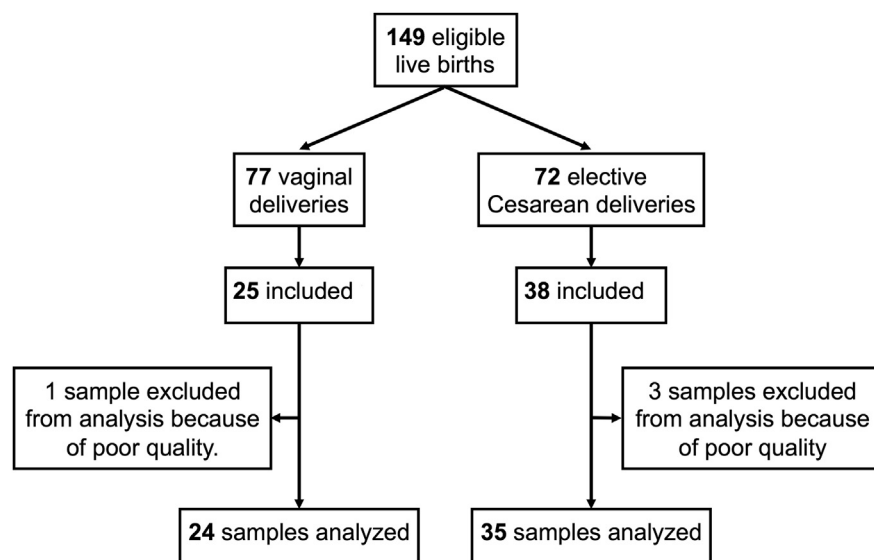 149 eligible
live births
77 vaginal
deliveries
72 elective
Cesarean deliveries
25 included
38 included
1 sample excluded
from analysis because
of poor quality.
3 samples excluded
from analysis because
of poor quality
24 samples analyzed
35 samples analyzed